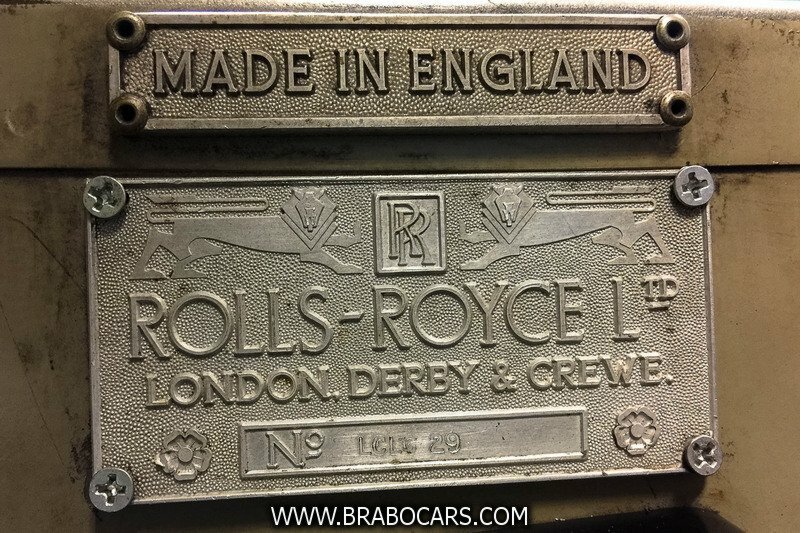 MADE IN ENGLAND
RR
ROLLS-ROYCE LTD
LONDON, DERBY & CREWE.
No 29
WWW.BRABOCARS.COM